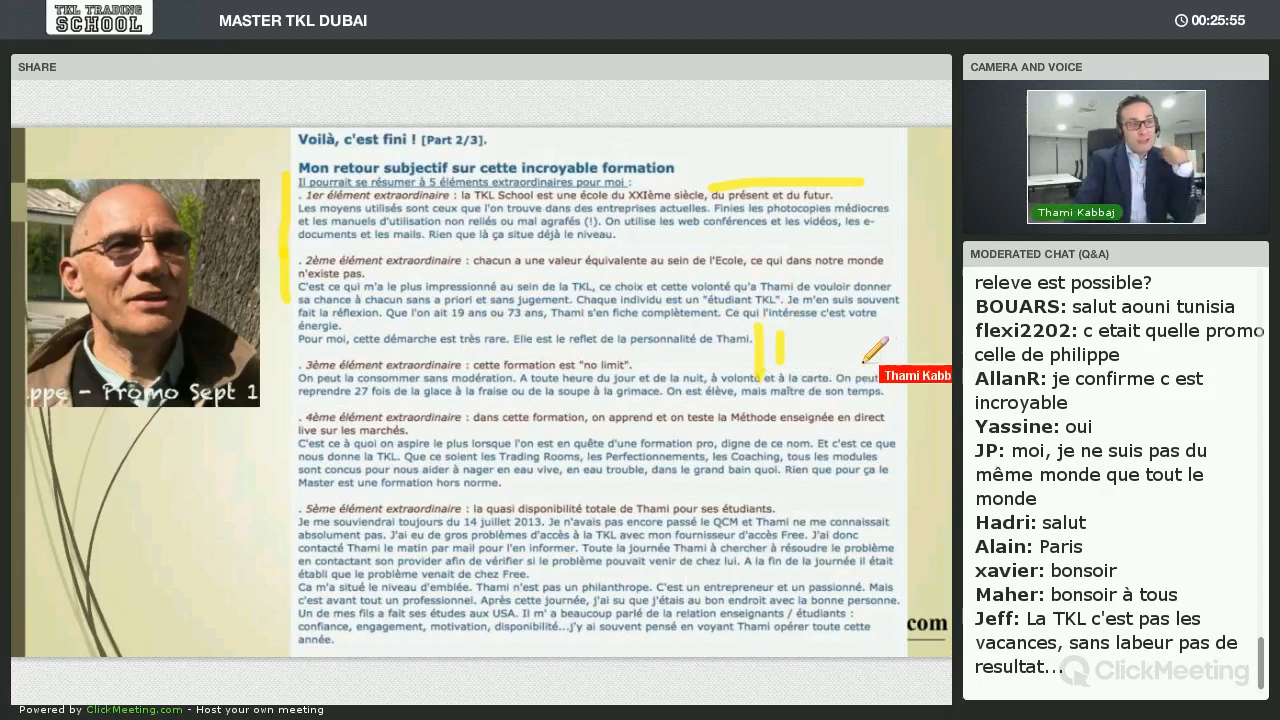 TKL TRADING
SCHOOL
MASTER TKL DUBAI
00:25:55
SHARE
Voilà, c'est fini ! [Part 2/3].
Mon retour subjectif sur cette incroyable formation
Il pourrait se résumer à 5 éléments extraordinaires pour moi :
. 1er élément extraordinaire : la TKL School est une école du XXIème siècle, du présent et du futur.
Les moyens utilisés sont ceux que l'on trouve dans des entreprises actuelles. Finies les photocopies médiocres
et les manuels d'utilisation non reliés ou mal agrafés (!). On utilise les web conférences et les vidéos, les e-
documents et les mails. Rien que là ça situe déjà le niveau.
. 2ème élément extraordinaire : chacun a une valeur équivalente au sein de l'Ecole, ce qui dans notre monde
n'existe pas.
C'est ce qui m'a le plus impressionné au sein de la TKL, ce choix et cette volonté qu'a Thami de vouloir donner
sa chance à chacun sans a priori et sans jugement. Chaque individu est un "étudiant TKL". Je m'en suis souvent
fait la réflexion. Que l'on ait 19 ans ou 73 ans, Thami s'en fiche complètement. Ce qui l'intéresse c'est votre
énergie.
Pour moi, cette démarche est très rare. Elle est le reflet de la personnalité de Thami.
. 3ème élément extraordinaire : cette formation est "no limit".
On peut la consommer sans modération. A toute heure du jour et de la nuit, à volonté et à la carte. On peut
reprendre 27 fois de la glace à la fraise ou de la soupe à la grimace. On est élève, mais maître de son temps.
. 4ème élément extraordinaire : dans cette formation, on apprend et on teste la Méthode enseignée en direct
live sur les marchés.
C'est ce à quoi on aspire le plus lorsque l'on est en quête d'une formation pro, digne de ce nom. Et c'est ce que
nous donne la TKL. Que ce soient les Trading Rooms, les Perfectionnements, les Coaching, tous les modules
sont concus pour nous aider à nager en eau vive, en eau trouble, dans le grand bain quoi. Rien que pour ça le
Master est une formation hors norme.
. 5ème élément extraordinaire : la quasi disponibilité totale de Thami pour ses étudiants.
Je me souviendrai toujours du 14 juillet 2013. Je n'avais pas encore passé le QCM et Thami ne me connaissait
absolument pas. J'ai eu de gros problèmes d'accès à la TKL avec mon fournisseur d'accès Free. J'ai donc
contacté Thami le matin par mail pour l'en informer. Toute la journée Thami à chercher à résoudre le problème
en contactant son provider afin de vérifier si le problème pouvait venir de chez lui. A la fin de la journée il était
établi que le problème venait de chez Free.
Ca m'a situé le niveau d'emblée. Thami n'est pas un philanthrope. C'est un entrepreneur et un passionné. Mais
c'est avant tout un professionnel. Après cette journée, j'ai su que j'étais au bon endroit avec la bonne personne.
Un de mes flis a fait ses études aux USA. Il m' a beaucoup parlé de la relation enseignants / étudiants :
confiance, engagement, motivation, disponibilité...j'y ai souvent pensé en voyant Thami opérer toute cette
année.
ppe - Promo Sept 1
Thami Kabb
com
CAMERA AND VOICE
Thami Kabbaj
MODERATED CHAT (Q&A)
releve est possible?
BOUARS: salut aouni tunisia
flexi2202: c etait quelle promo
celle de philippe
AllanR: je confirme c est
incroyable
Yassine: oui
JP: moi, je ne suis pas du
même monde que tout le
monde
Hadri: salut
Alain: Paris
xavier: bonsoir
Maher: bonsoir à tous
Jeff: La TKL c'est pas les
vacances, sans labeur pas de
resultat...
ClickMeeting
Powered by ClickMeeting.com - Host your own meeting